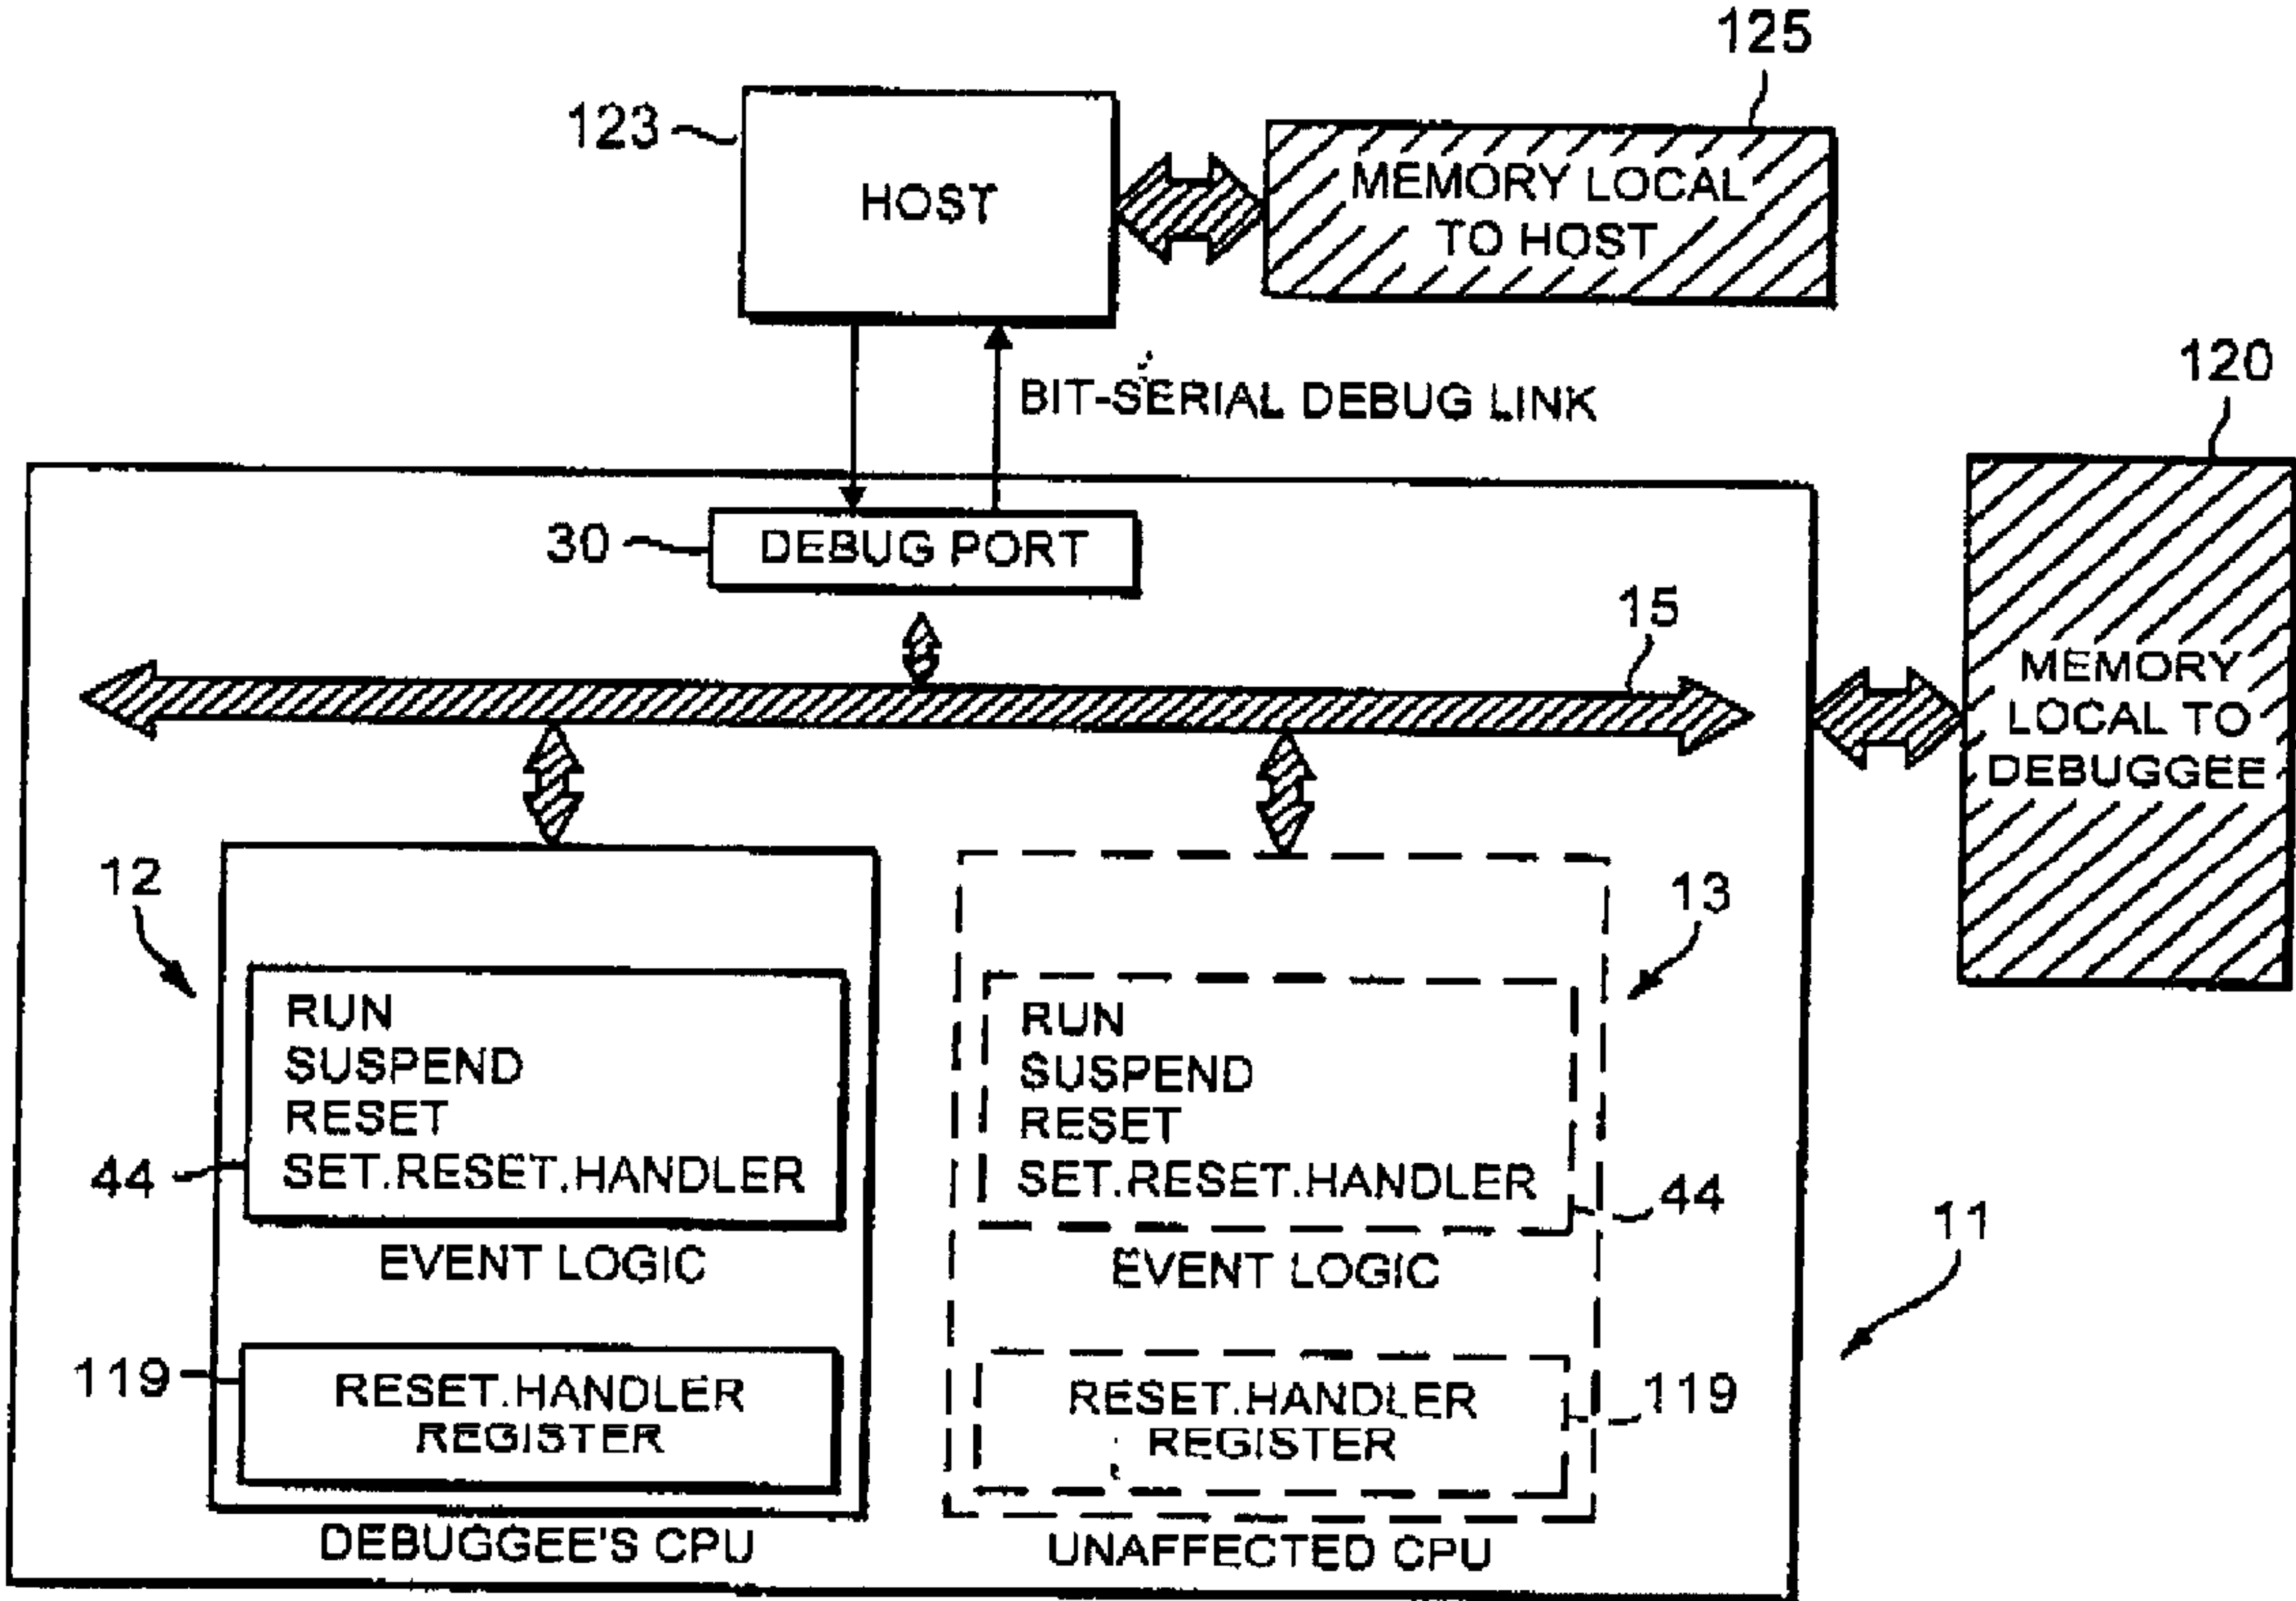 125
123
HOST
MEMORY LOCAL
TO HOST
120
BIT-SERIAL DEBUG LINK
30
DEBUG PORT
15
MEMORY
LOCAL TO
DEBUGGEE
12
13
RUN
SUSPEND
RESET
SET.RESET.HANDLER
44
EVENT LOGIC
RUN
SUSPEND
RESET
SET.RESET.HANDLER
44
EVENT LOGIC
11
119
RESET.HANDLER
REGISTER
RESET.HANDLER
REGISTER
119
DEBUGGEE'S CPU
UNAFFECTED CPU